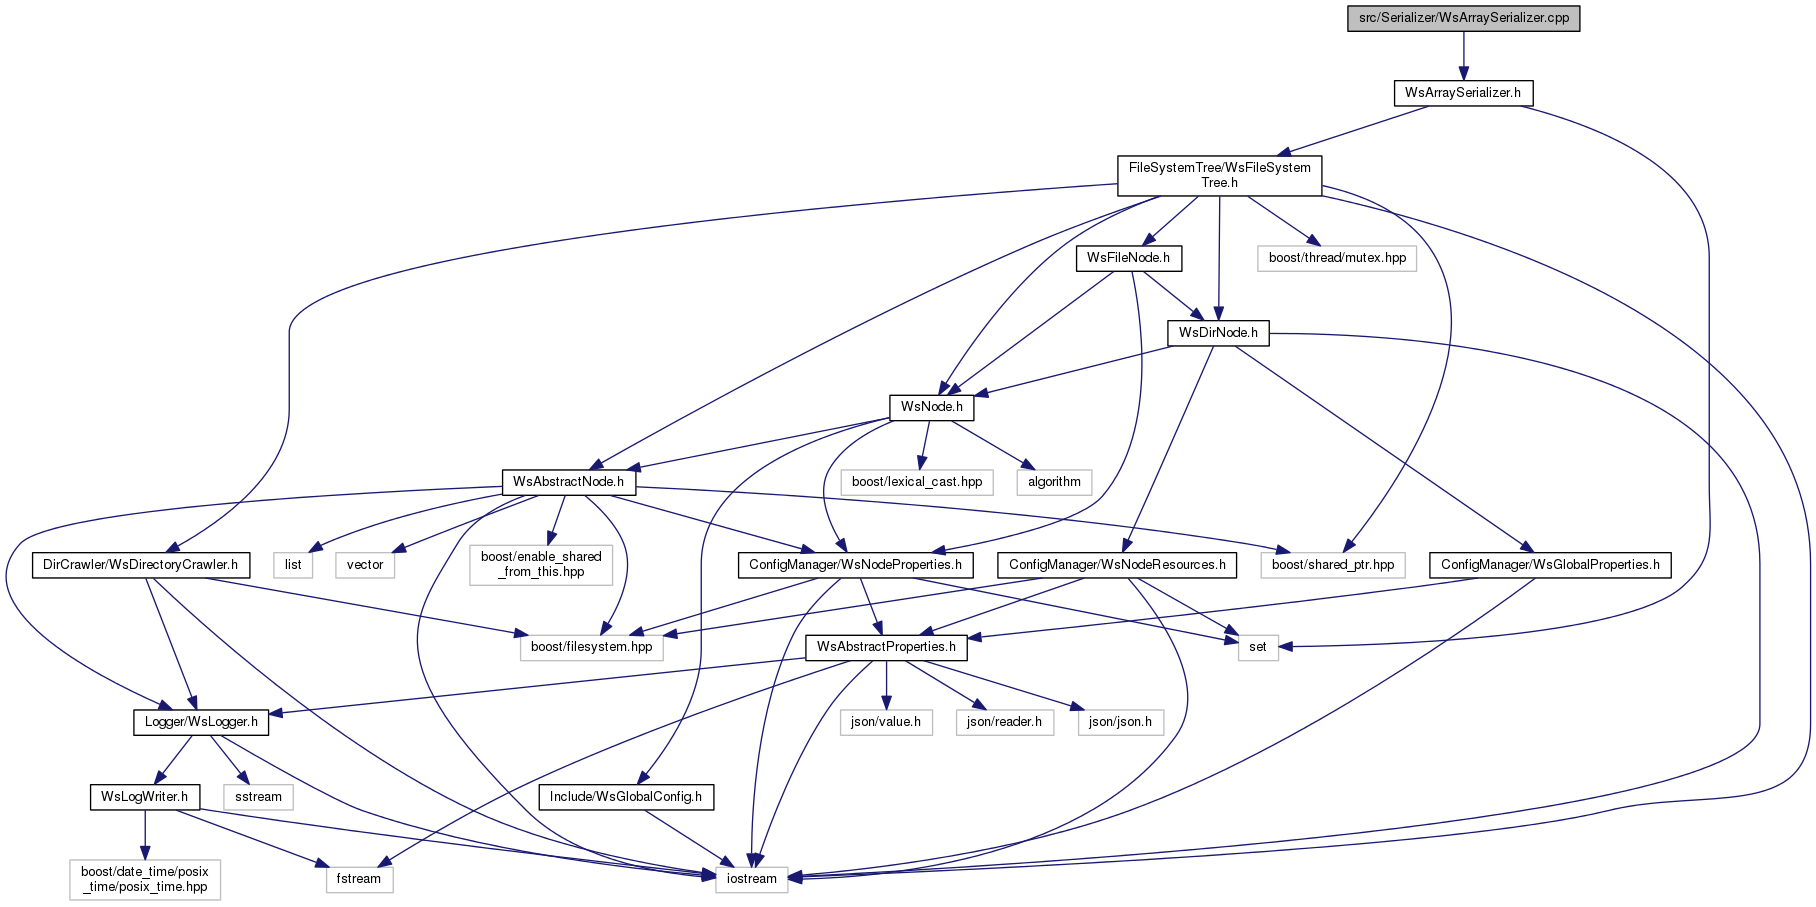 src/Serializer/WsArraySerializer.cpp
WsArraySerializer.h
FileSystemTree/WsFileSystem
Tree.h
WsFileNode.h
boost/thread/mutex.hpp
WsDirNode.h
WsNode.h
WsAbstractNode.h
boost/lexical_cast.hpp
algorithm
DirCrawler/WsDirectoryCrawler.h
list
vector
boost/enable_shared
_from_this.hpp
ConfigManager/WsNodeProperties.h
ConfigManager/WsNodeResources.h
boost/shared_ptr.hpp
ConfigManager/WsGlobalProperties.h
boost/filesystem.hpp
WsAbstractProperties.h
set
Logger/WsLogger.h
json/value.h
json/reader.h
json/json.h
WsLogWriter.h
sstream
Include/WsGlobalConfig.h
boost/date_time/posix
_time/posix_time.hpp
fstream
iostream